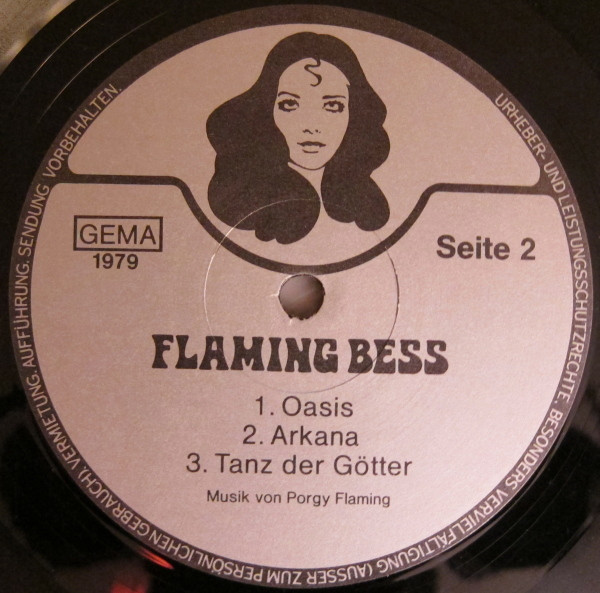 GEMA
1979
Seite 2
FLAMING BESS
1. Oasis
2. Arkana
3. Tanz der Götter
Musik von Porgy Flaming
URHEBER- UND LEISTUNGSSCHUTZRECHTE. BESONDERS VERVIELFÄLTIGUNG (AUSSER ZUM PERSÖNLICHEN GEBRAUCH). VERMIETUNG. AUFFÜHRUNG. SENDUNG VORBEHALTEN.